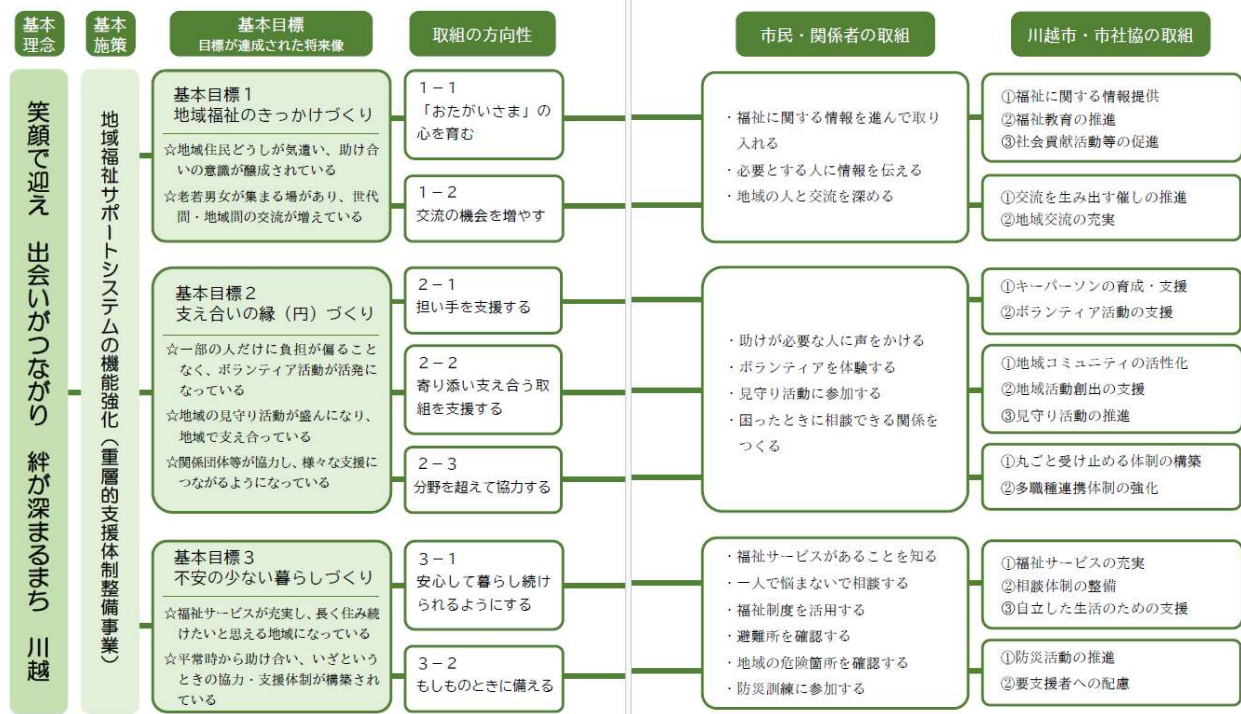 基本
理念
基本
施策
基本目標
目標が達成された将来像
取組の方向性
市民・関係者の取組
川越市・市社協の取組
笑顔で迎え 出会いがつながり 絆が深まるまち 川越
地域福祉サポートシステムの機能強化（重層的支援体制整備事業）
基本目標１
地域福祉のきっかけづくり
☆地域住民どうしが気遣い、助け合
いの意識が醸成されている
☆老若男女が集まる場があり、世代
間・地域間の交流が増えている
１－１
「おたがいさま」の
心を育む
１－２
交流の機会を増やす
・福祉に関する情報を進んで取り
入れる
・必要とする人に情報を伝える
・地域の人と交流を深める
①福祉に関する情報提供
②福祉教育の推進
③社会貢献活動等の促進
①交流を生み出す催しの推進
②地域交流の充実
基本目標２
支え合いの縁（円）づくり
☆一部の人だけに負担が偏ること
なく、ボランティア活動が活発に
なっている
☆地域の見守り活動が盛んになり、
地域で支え合っている
☆関係団体等が協力し、様々な支援に
つながるようになっている
２－１
担い手を支援する
２－２
寄り添い支え合う取
組を支援する
２－３
分野を超えて協力する
・助けが必要な人に声をかける
・ボランティアを体験する
・見守り活動に参加する
・困ったときに相談できる関係を
つくる
①キーパーソンの育成・支援
②ボランティア活動の支援
①地域コミュニティの活性化
②地域活動創出の支援
③見守り活動の推進
①丸ごと受け止める体制の構築
②多職種連携体制の強化
基本目標３
不安の少ない暮らしづくり
☆福祉サービスが充実し、長く住み続
けたいと思える地域になっている
☆平常時から助け合い、いざという
ときの協力・支援体制が構築され
ている
３－１
安心して暮らし続け
られるようにする
３－２
もしものときに備える
・福祉サービスがあることを知る
・一人で悩まないで相談する
・福祉制度を活用する
・避難所を確認する
・地域の危険箇所を確認する
・防災訓練に参加する
①福祉サービスの充実
②相談体制の整備
③自立した生活のための支援
①防災活動の推進
②要支援者への配慮